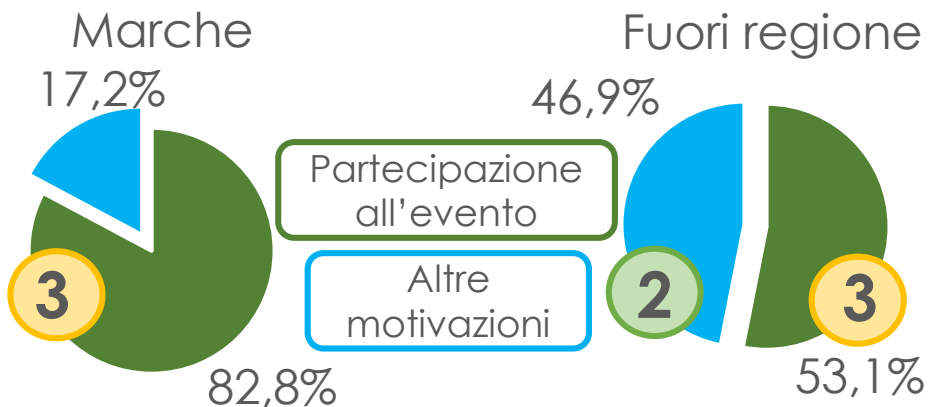 Marche
17,2%
3
82,8%
Partecipazione
all’evento
Altre
motivazioni
Fuori regione
46,9%
2
3
53,1%